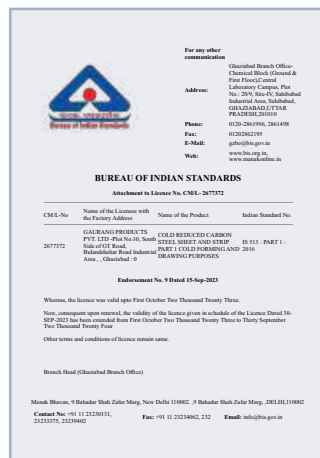 For any other
communication
Address:
Ghaziabad Branch Office-
Chemical Block (Ground &
First Floor),Central
Laboratory Campus, Plot
No.: 20/9, Site-IV, Sahibabad
Industrial Area, Sahibabad,
GHAZIABAD,UTTAR
PRADESH,201010
Phone: 0120-2861996, 2861498
Fax: 01202862195
E-Mail: gzbo@bis.gov.in
Web: www.bis.org.in,
www.manakonline.in
Bureau of Indian Standards
BUREAU OF INDIAN STANDARDS
Attachment to Licence No. CM/L- 2677372
CM/L-No Name of the Licensee with the Factory Address Name of the Product Indian Standard No.
2677372 GAURANG PRODUCTS PVT. LTD -Plot No.10, South Side of GT Road, Bulandshahar Road Industrial Area , , Ghaziabad : 0 COLD REDUCED CARBON STEEL SHEET AND STRIP PART 1 COLD FORMING AND DRAWING PURPOSES IS 513 : PART 1 : 2016
Endorsement No. 9 Dated 15-Sep-2023
Whereas, the licence was valid upto First October Two Thousand Twenty Three.
Now, consequent upon renewal, the validity of the licence given in schedule of the Licence Dated 30-
SEP-2023 has been extended from First October Two Thousand Twenty Three to Thirty September
Two Thousand Twenty Four
Other terms and conditions of licence remain same.
Branch Head (Ghaziabad Branch Office)
Manak Bhavan, 9 Bahadur Shah Zafar Marg, New Delhi 110002. ,9 Bahadur Shah Zafar Marg, ,DELHI,110002
Contact No: +91 11 23230131, Fax: +91 11 23234062, 232 Email: info@bis.gov.in
23233375, 23239402